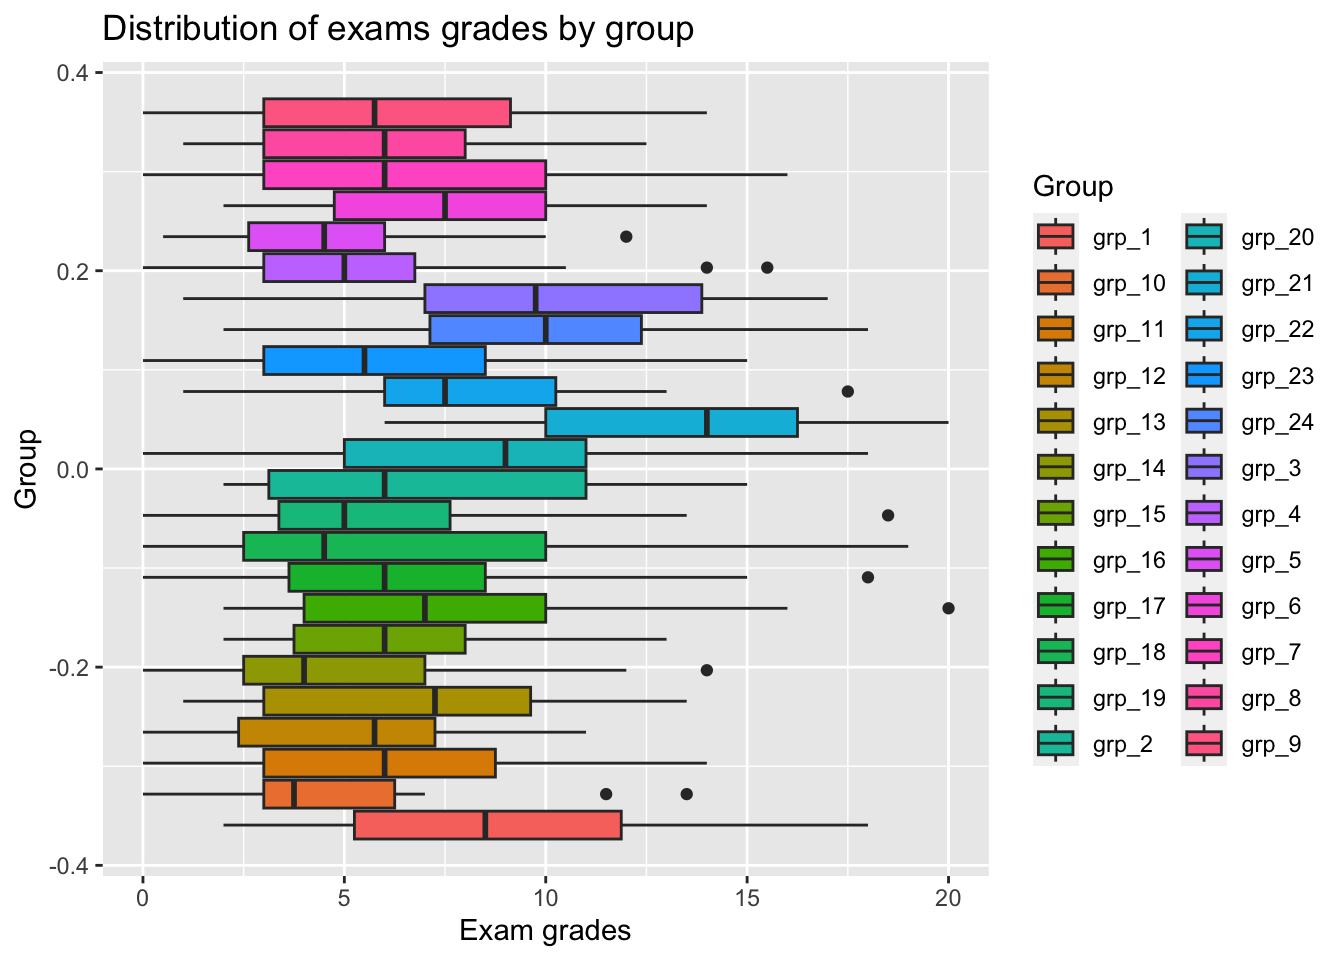 Distribution of exams grades by group
0.4
0.2
0.0
-0.2
-0.4
Group
0 5 10 15 20
Exam grades
Group
grp_1 grp_20
grp_10 grp_21
grp_11 grp_22
grp_12 grp_23
grp_13 grp_24
grp_14 grp_3
grp_15 grp_4
grp_16 grp_5
grp_17 grp_6
grp_18 grp_7
grp_19 grp_8
grp_2 grp_9